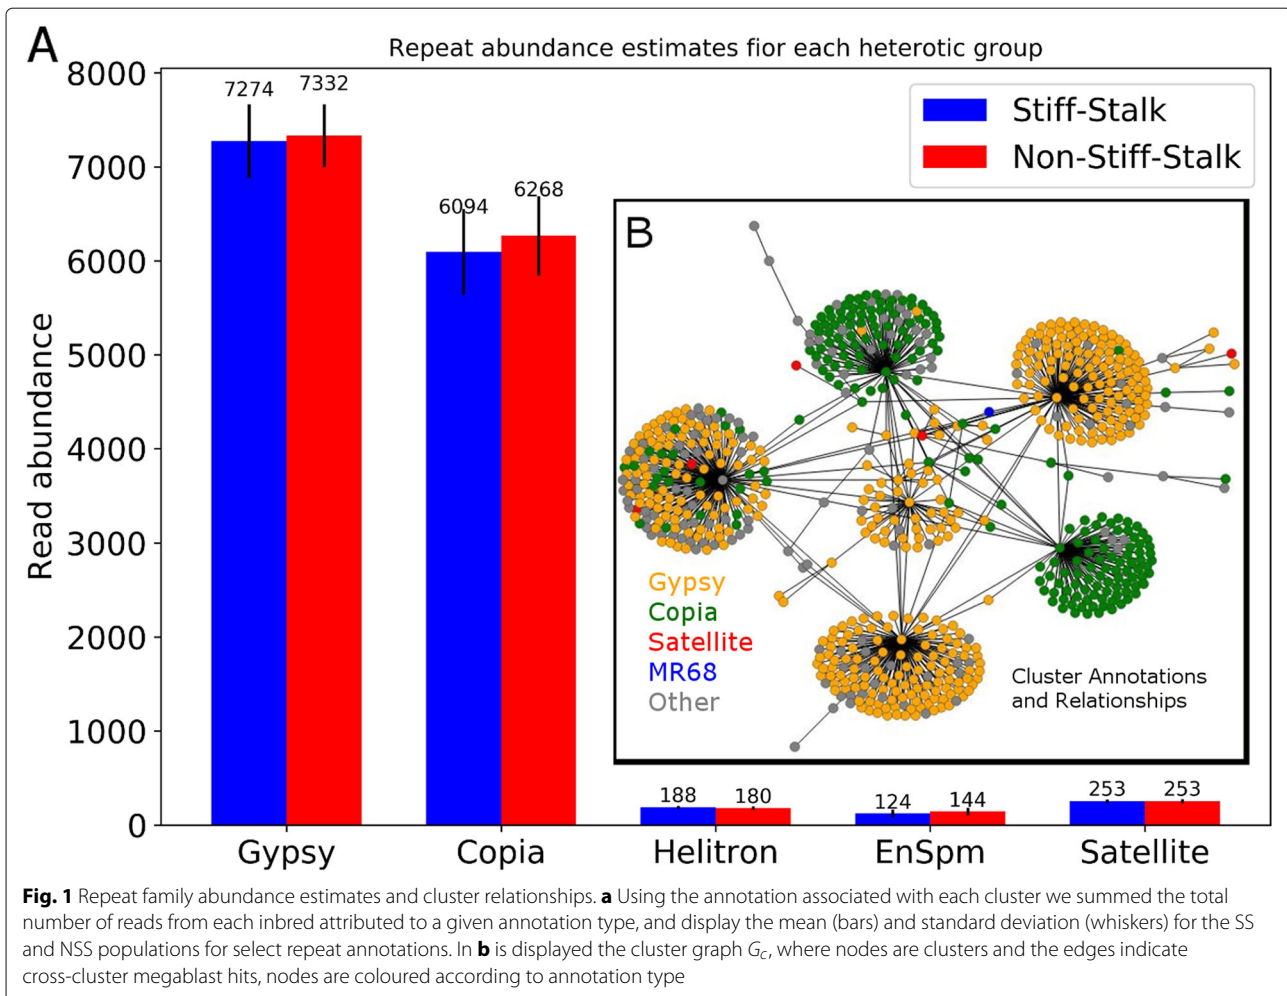 A
Repeat abundance estimates fior each heterotic group
8000
7000
6000
5000
4000
3000
2000
1000
0
Read abundance
7274
7332
6094
6268
188
180
124
144
253
253
Stiff-Stalk
Non-Stiff-Stalk
B
Gypsy
Copia
Satellite
MR68
Other
Cluster Annotations
and Relationships
Gypsy
Copia
Helitron
EnSpm
Satellite
Fig. 1 Repeat family abundance estimates and cluster relationships. a Using the annotation associated with each cluster we summed the total
number of reads from each inbred attributed to a given annotation type, and display the mean (bars) and standard deviation (whiskers) for the SS
and NSS populations for select repeat annotations. In b is displayed the cluster graph Gc, where nodes are clusters and the edges indicate
cross-cluster megablast hits, nodes are coloured according to annotation type